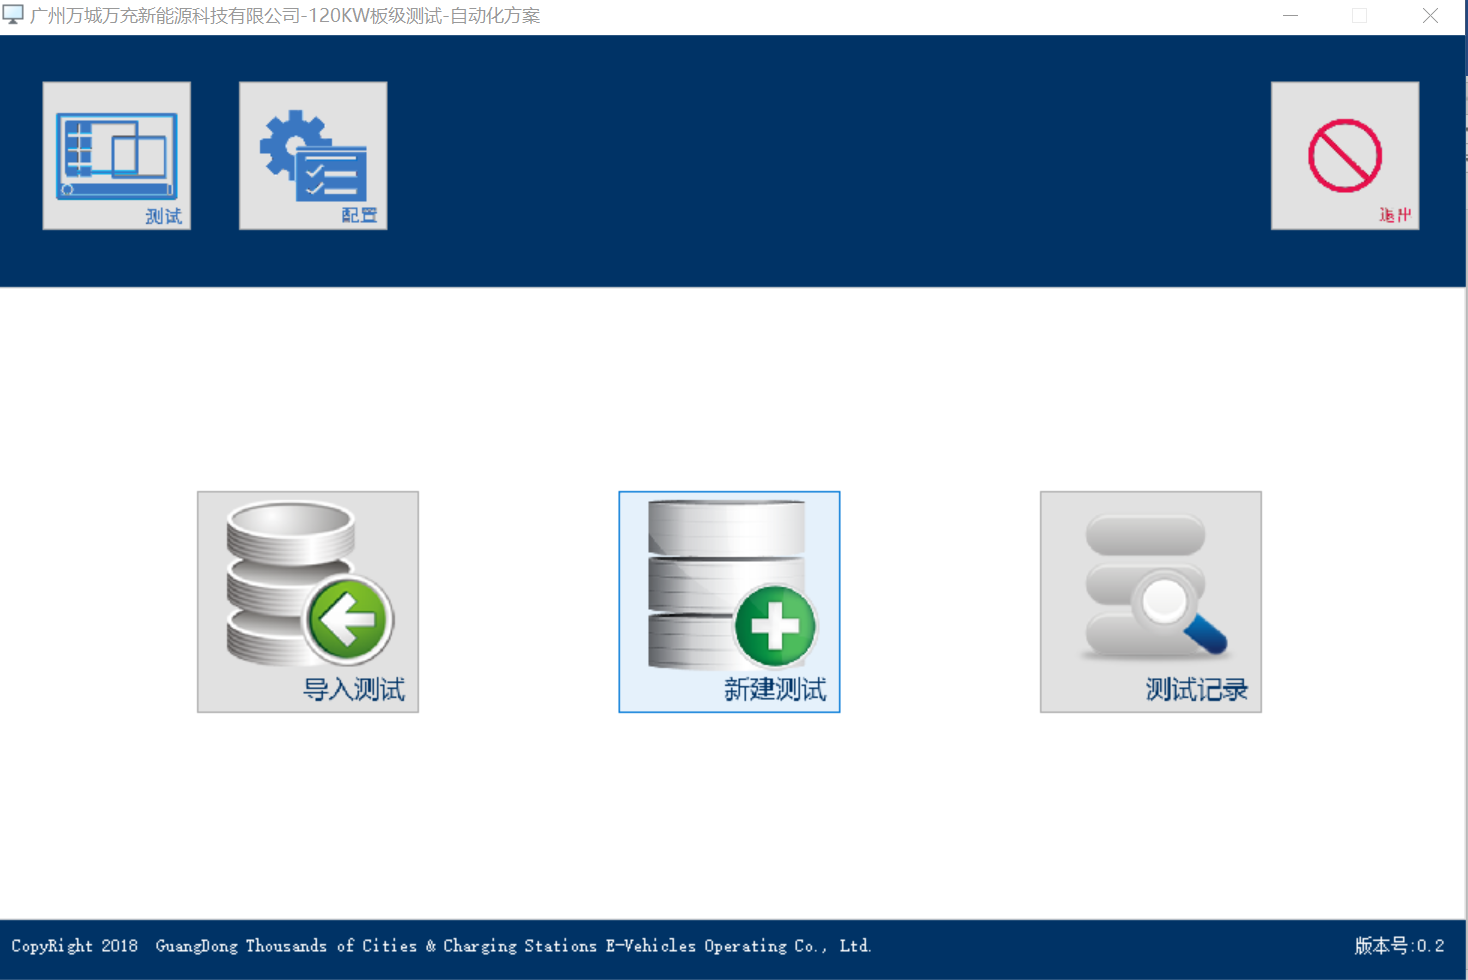 广州万城万充新能源科技有限公司-120KW板级测试-自动化方案
测试
配置
退出
导入测试
新建测试
测试记录
CopyRight 2018 GuangDong Thousands of Cities & Charging Stations E-Vehicles Operating Co., Ltd.
版本号:0.2